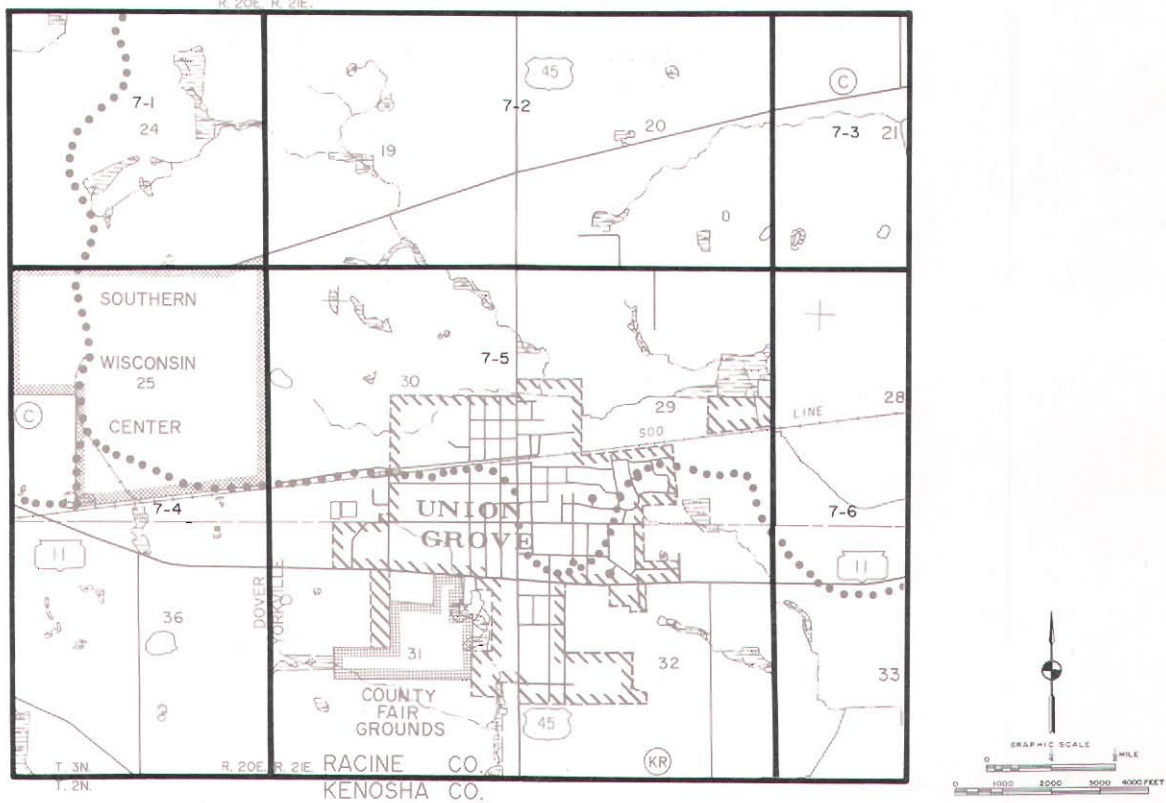 R. 20E. R. 21E.
45
C
7-1
7-2
24
20
7-3
21
19
SOUTHERN
WISCONSIN
25
CENTER
7-5
30
29
28
LINE
SOO
C
7-4
UNION
GROVE
7-6
11
11
DOVER
YORKVILLE
36
31
32
33
COUNTY
FAIR
GROUNDS
45
KR
T. 3N.
T. 2N.
R. 20E. R. 21E.
RACINE CO.
KENOSHA CO.
GRAPHIC SCALE
0
MILE
0 1000 2000 3000 4000 FEET